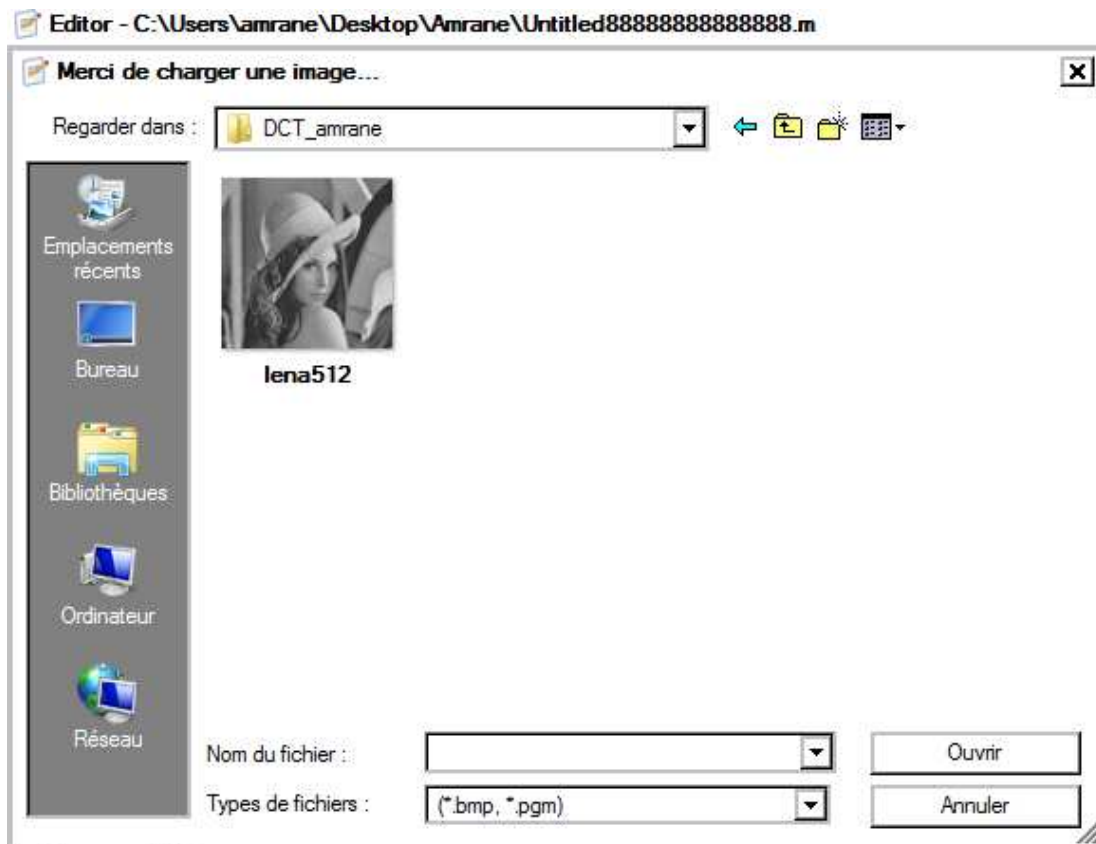 Editor - C:\Users\amrane\Desktop\Amrane\Untitled88888888888888.m
Merci de charger une image...
Regarder dans :
DCT_amrane
Emplacements
récents
Bureau
Bibliothèques
Ordinateur
Réseau
lena512
Nom du fichier :
Ouvrir
Types de fichiers :
(*.bmp, *.pgm)
Annuler